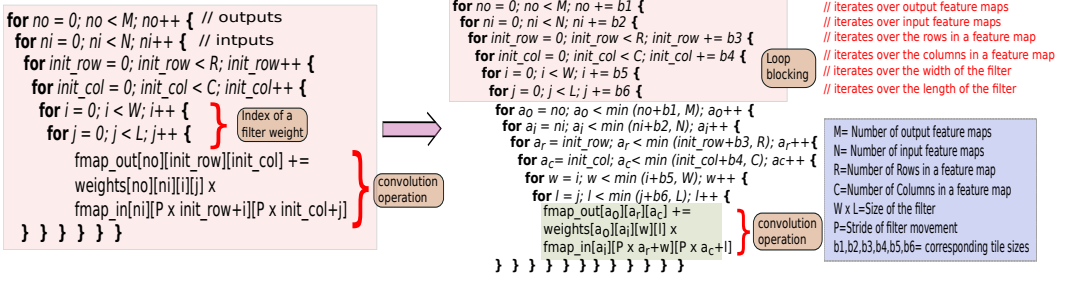 for no = 0; no < M; no++ { // outputs
for ni = 0; ni < N; ni++ { // intputs
for init_row = 0; init_row < R; init_row++ {
for init_col = 0; init_col < C; init_col++ {
for i = 0; i < W; i++ {
for j = 0; j < L; j++ {
Index of a
filter weight
fmap_out[no][init_row][init_col] +=
weights[no][ni][i][j] x
fmap_in[ni][P x init_row+i][P x init_col+j]
convolution
operation
} } } } } }
for no = 0; no < M; no += b1 {
for ni = 0; ni < N; ni += b2 {
for init_row = 0; init_row < R; init_row += b3 {
for init_col = 0; init_col < C; init_col += b4 {
for i = 0; i < W; i += b5 {
for j = 0; j < L; j += b6 {
Loop
blocking
// iterates over output feature maps
// iterates over input feature maps
// iterates over the rows in a feature map
// iterates over the columns in a feature map
// iterates over the width of the filter
// iterates over the length of the filter
for ao = no; ao < min (no+b1, M); ao++ {
for ai = ni; ai < min (ni+b2, N); ai++ {
for ar = init_row; ar < min (init_row+b3, R); ar++{
for ac= init_col; ac< min (init_col+b4, C); ac++ {
for w = i; w < min (i+b5, W); w++ {
for l = j; l < min (j+b6, L); l++ {
fmap_out[ao][ar][ac] +=
weights[ao][ai][w][l] x
fmap_in[ai][P x ar+w][P x ac+l]
convolution
operation
} } } } } } } } } } } }
M= Number of output feature maps
N= Number of input feature maps
R=Number of Rows in a feature map
C=Number of Columns in a feature map
W x L=Size of the filter
P=Stride of filter movement
b1,b2,b3,b4,b5,b6= corresponding tile sizes